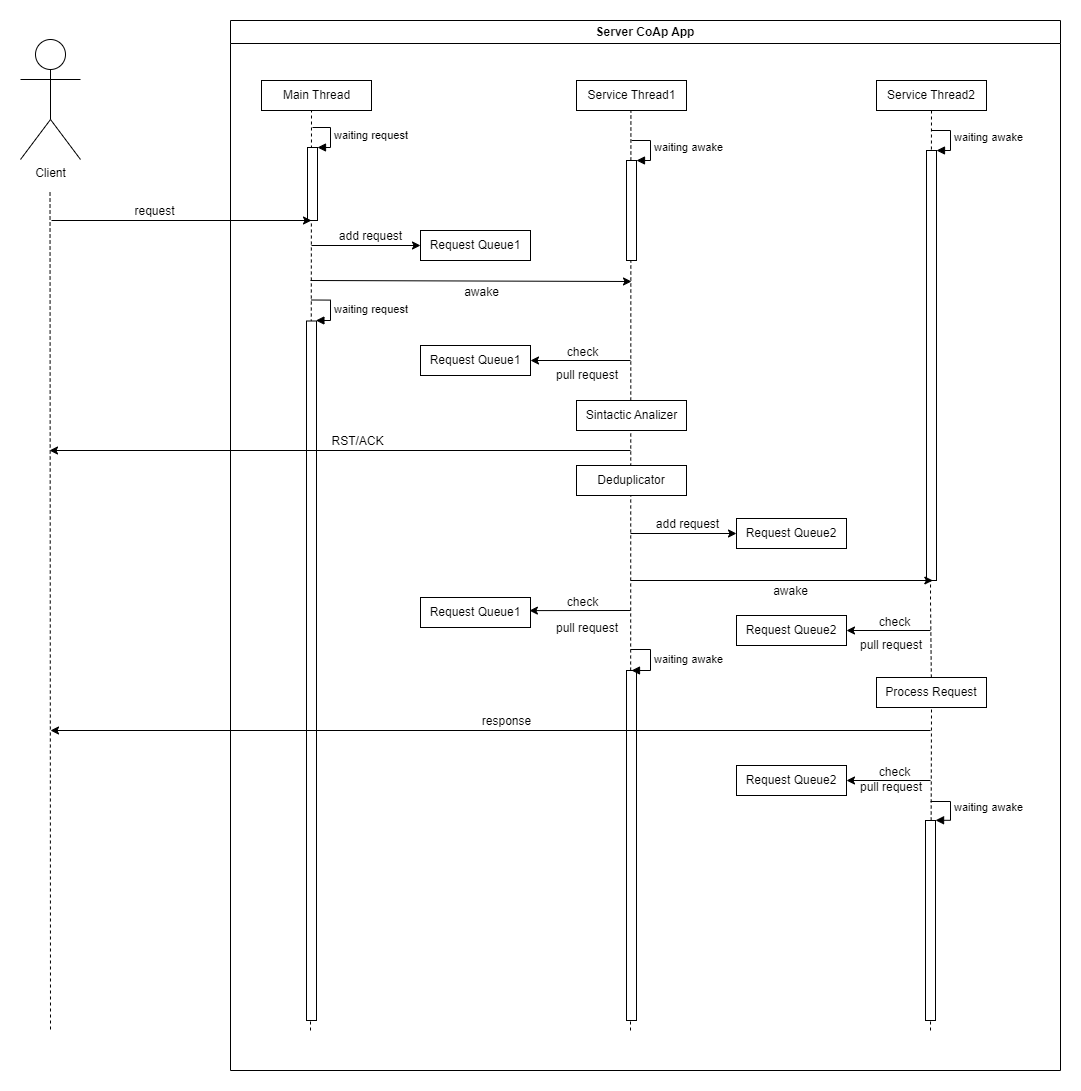 Server CoAp App
Main Thread
Service Thread1
Service Thread2
waiting request
waiting awake
waiting awake
Client
request
add request
Request Queue1
awake
waiting request
Request Queue1
check
pull request
Sintactic Analizer
RST/ACK
Deduplicator
add request
Request Queue2
awake
Request Queue1
check
pull request
Request Queue2
check
pull request
waiting awake
Process Request
response
Request Queue2
check
pull request
waiting awake